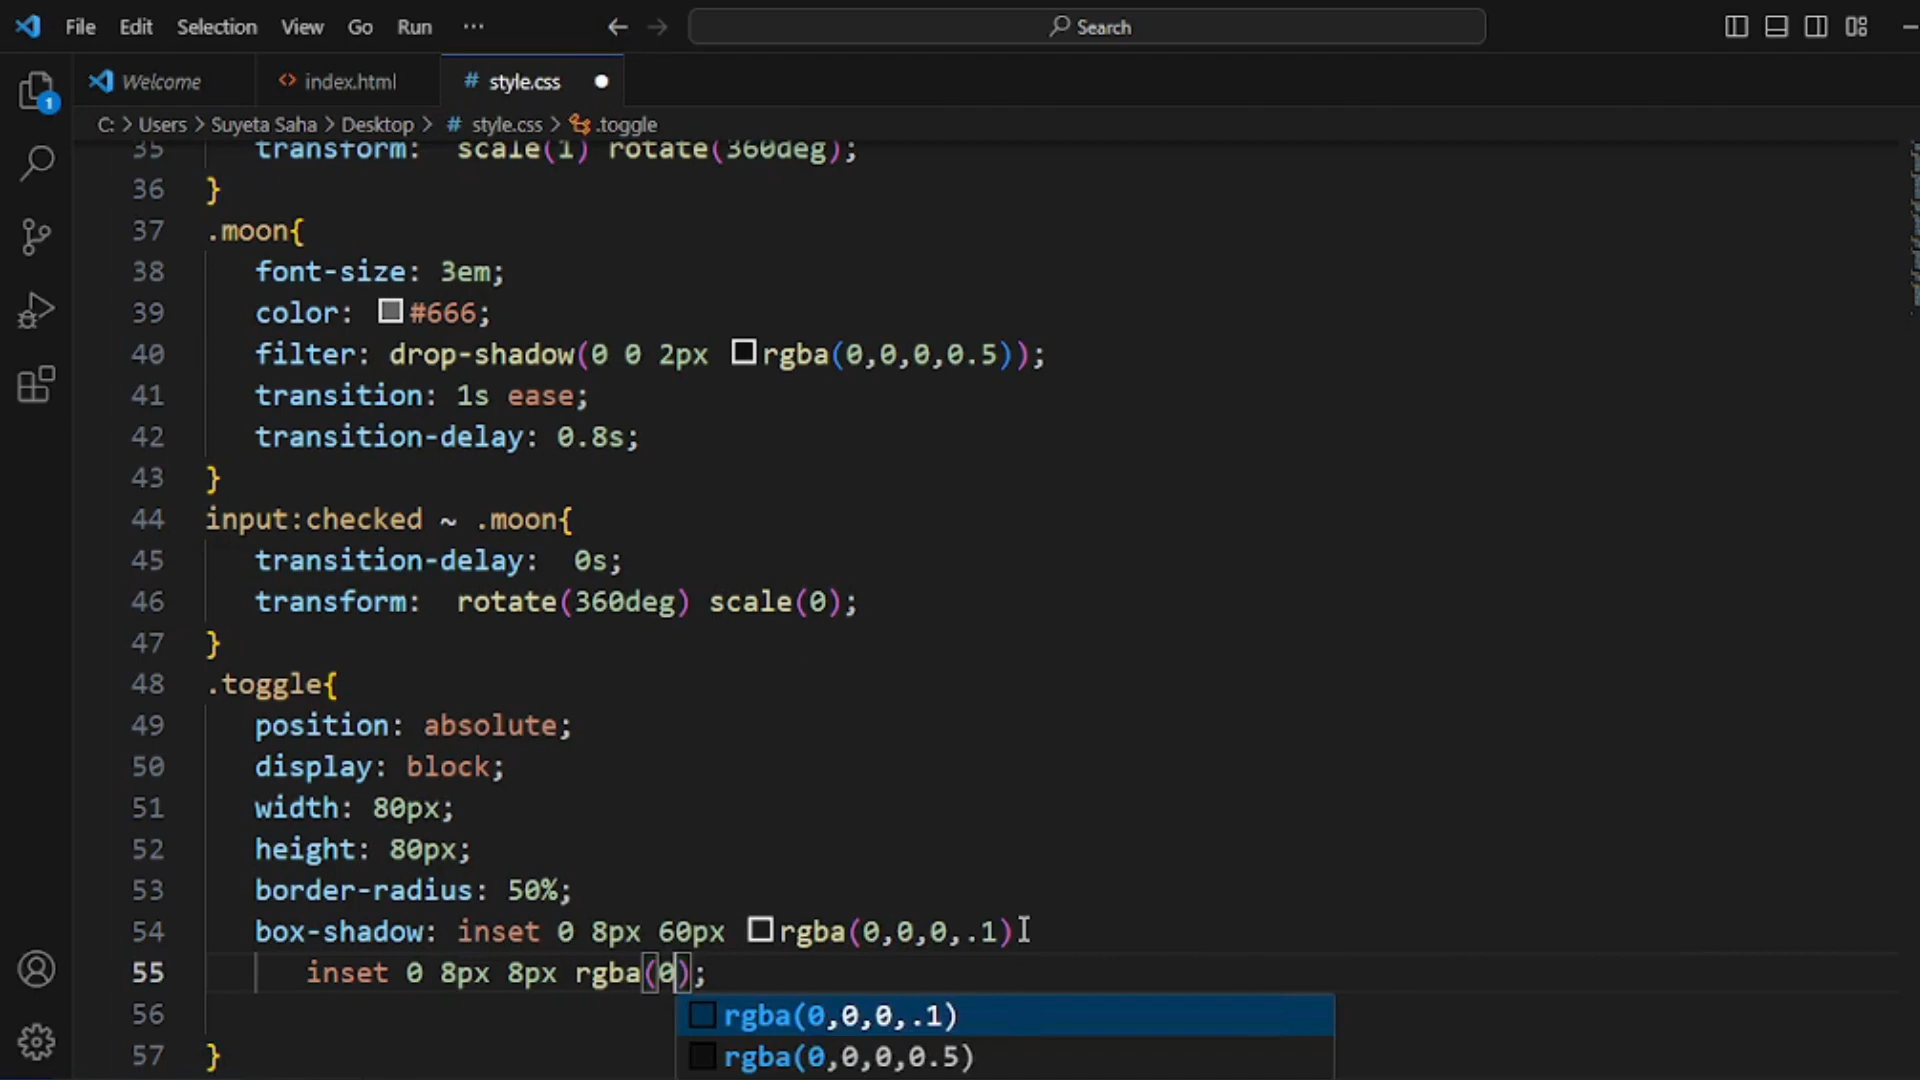 File Edit Selection View Go Run ··· Search
Welcome index.html # style.css
1
C: > Users > Suyeta Saha > Desktop > # style.css > .toggle
35 transform: scale(1) rotate(360deg);
36 }
37 .moon{
38 font-size: 3em;
39 color: #666;
40 filter: drop-shadow(0 0 2px rgba(0,0,0,0.5));
41 transition: 1s ease;
42 transition-delay: 0.8s;
43 }
44 input:checked ~ .moon{
45 transition-delay:  0s;
46 transform:  rotate(360deg) scale(0);
47 }
48 .toggle{
49 position: absolute;
50 display: block;
51 width: 80px;
52 height: 80px;
53 border-radius: 50%;
54 box-shadow: inset 0 8px 60px rgba(0,0,0,.1)
55 inset 0 8px 8px rgba(0);
56 rgba(0,0,0,.1)
57 } rgba(0,0,0,0.5)